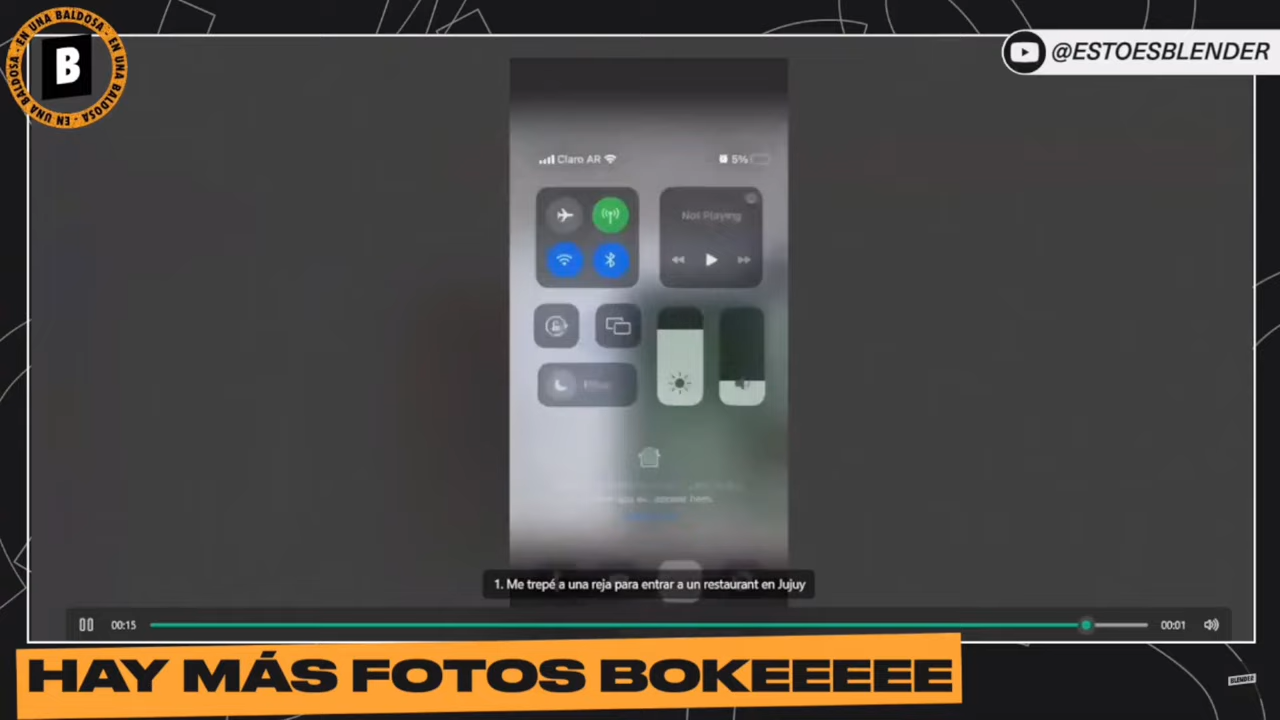 EN UNA BALDOSA - EN UNA BALDOSA - EN UNA BALDOSA -
B
@ESTOESBLENDER
Claro AR
5%
Not Playing
1. Me trepé a una reja para entrar a un restaurant en Jujuy
00:15
00:01
HAY MÁS FOTOS BOKEEEEE
BLENDER